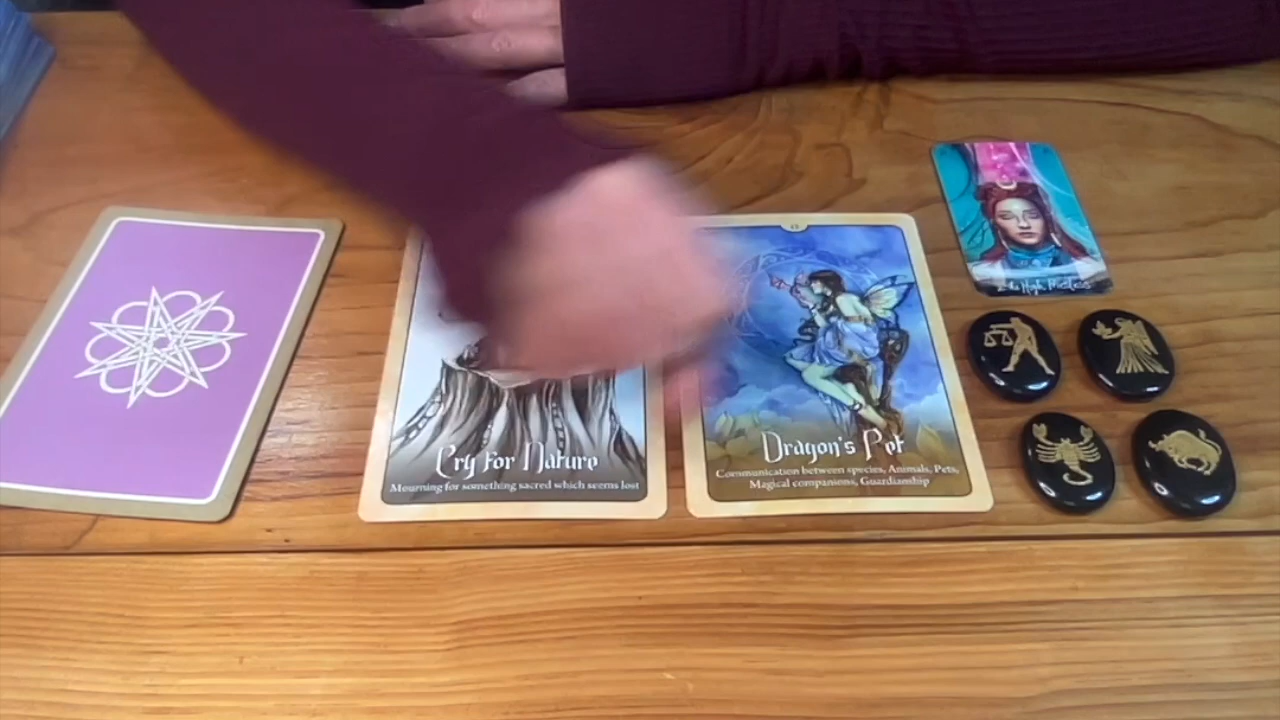 Cry for Nature
Mourning for something sacred which seems lost
Dragon's Pet
Communication between species, Animals, Pets,
Magical companions, Guardianship